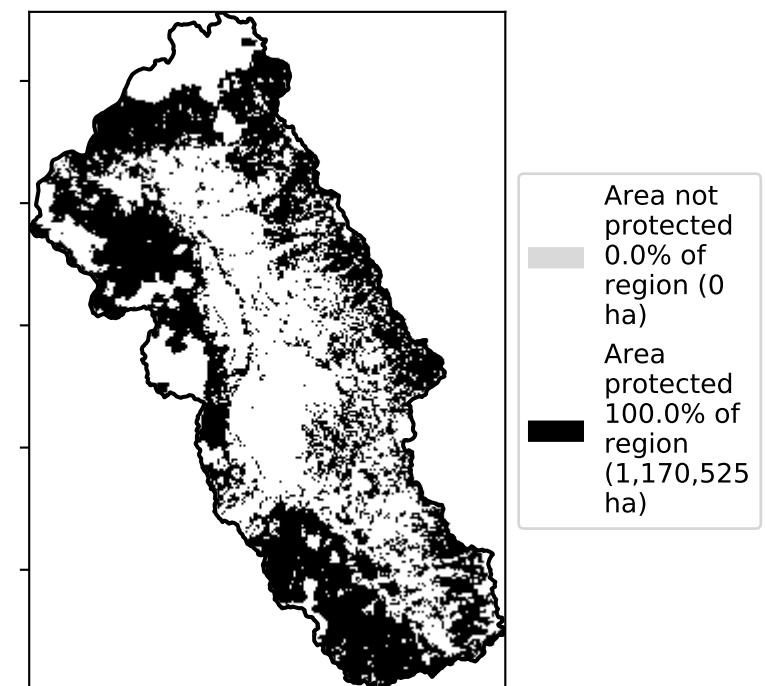 Area not
protected
0.0% of
region (0
ha)
Area
protected
100.0% of
region
(1,170,525
ha)